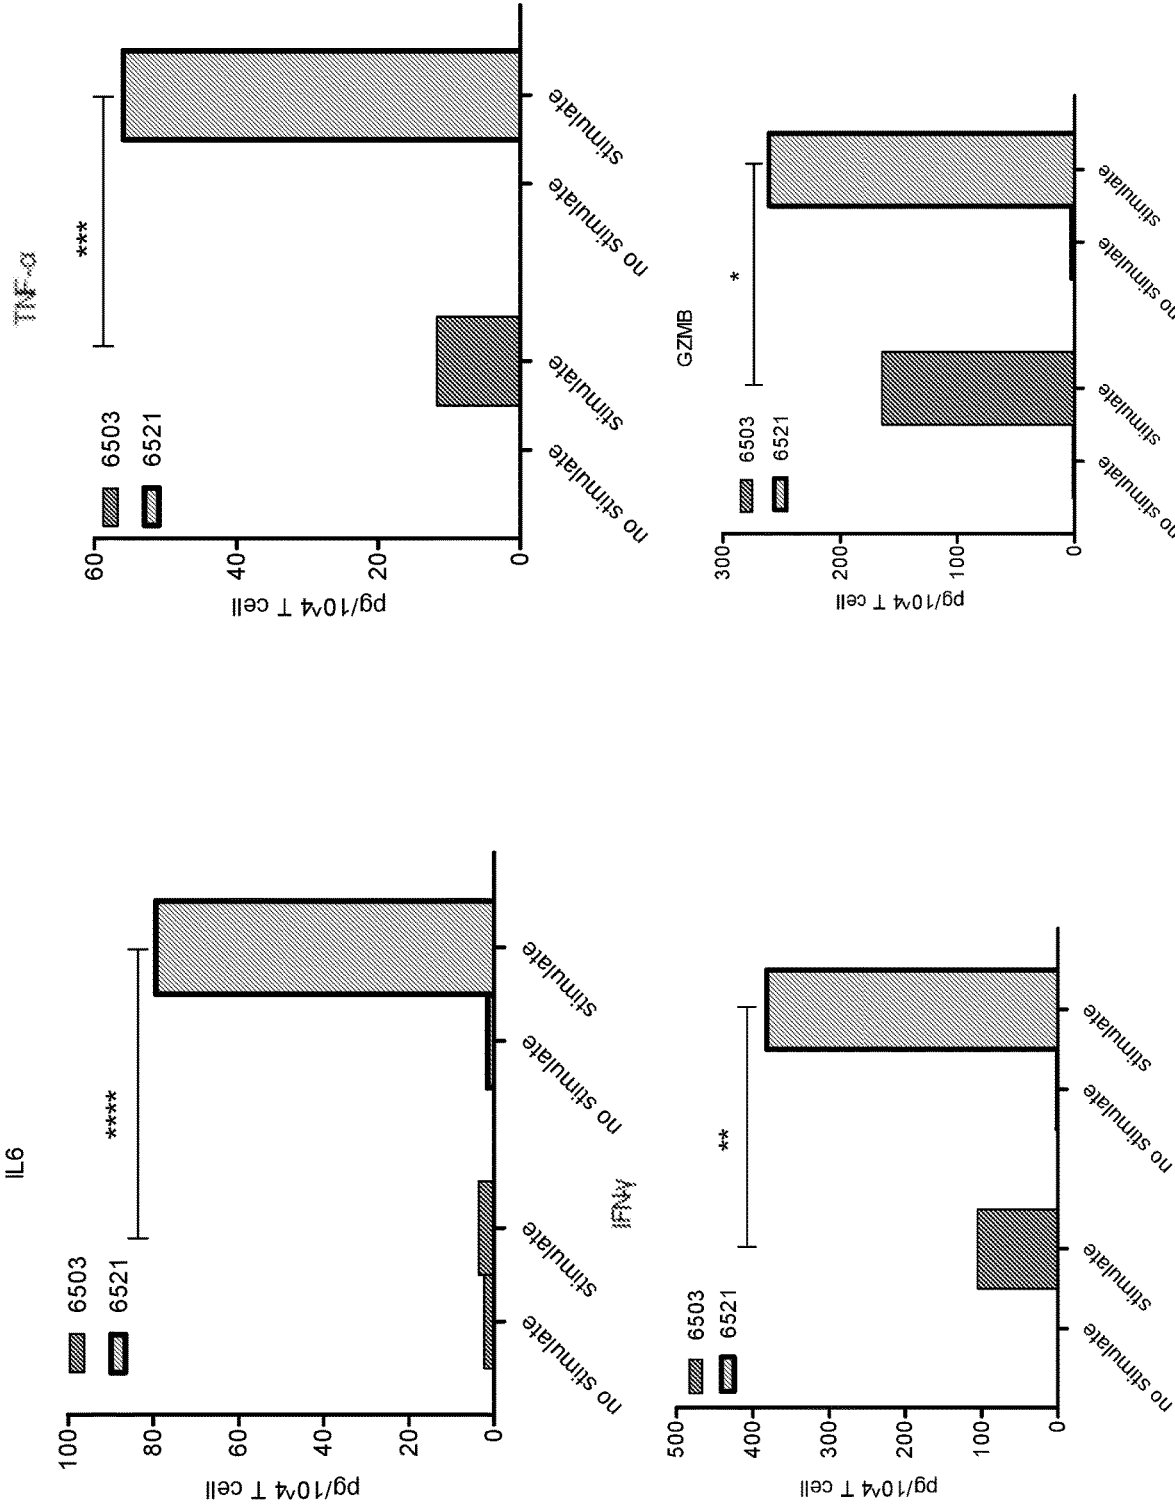 IL6
****
6503
6521
100
80
60
40
20
0
pg/10^4 T cell
no stimulate
stimulate
no stimulate
stimulate
TNF-α
***
6503
6521
60
40
20
0
pg/10^4 T cell
no stimulate
stimulate
no stimulate
stimulate
IFNγ
**
6503
6521
500
400
300
200
100
0
pg/10^4 T cell
no stimulate
stimulate
no stimulate
stimulate
GZMB
*
6503
6521
300
200
100
0
pg/10^4 T cell
no stimulate
stimulate
no stimulate
stimulate